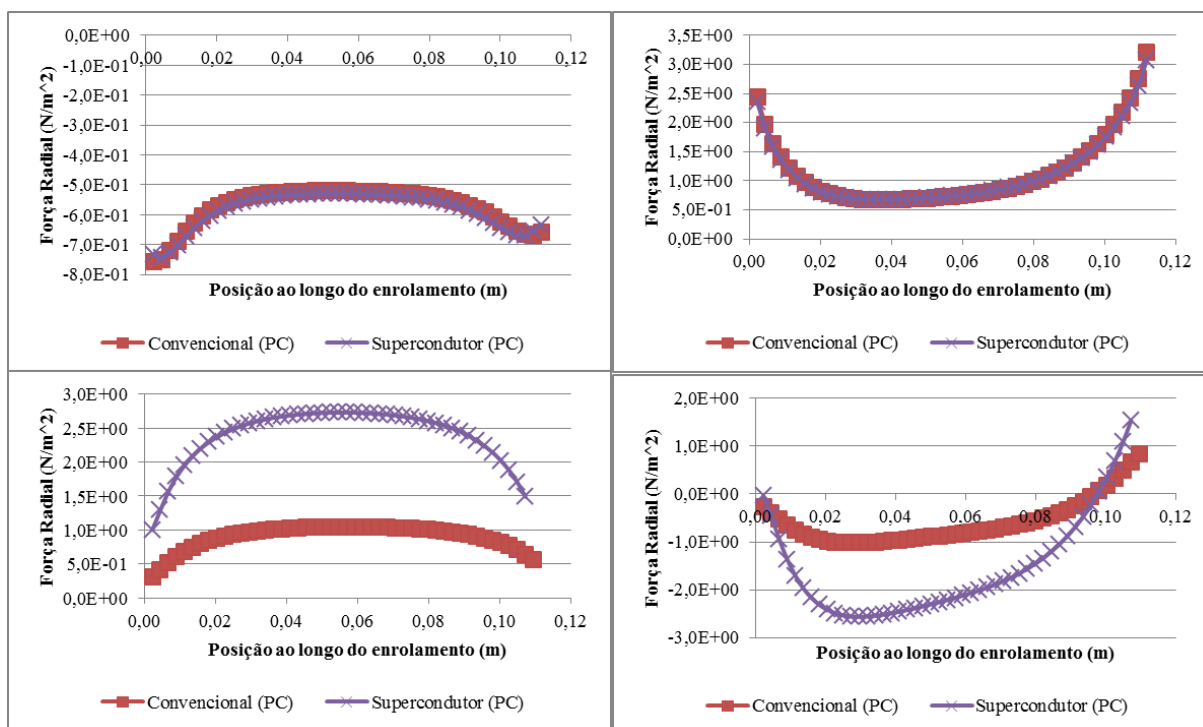 0,0E+00
-1,0E-01
-2,0E-01
-3,0E-01
-4,0E-01
-5,0E-01
-6,0E-01
-7,0E-01
-8,0E-01
0,00 0,02 0,04 0,06 0,08 0,10 0,12
Força Radial (N/m^2)
Posição ao longo do enrolamento (m)
Convencional (PC) Supercondutor (PC)
3,5E+00
3,0E+00
2,5E+00
2,0E+00
1,5E+00
1,0E+00
5,0E-01
0,0E+00
0,00 0,02 0,04 0,06 0,08 0,10 0,12
Força Radial (N/m^2)
Posição ao longo do enrolamento (m)
Convencional (PC) Supercondutor (PC)
3,0E+00
2,5E+00
2,0E+00
1,5E+00
1,0E+00
5,0E-01
0,0E+00
0,00 0,02 0,04 0,06 0,08 0,10 0,12
Força Radial (N/m^2)
Posição ao longo do enrolamento (m)
Convencional (PC) Supercondutor (PC)
2,0E+00
1,0E+00
0,0E+00
-1,0E+00
-2,0E+00
-3,0E+00
0,00 0,02 0,04 0,06 0,08 0,10 0,12
Força Radial (N/m^2)
Posição ao longo do enrolamento (m)
Convencional (PC) Supercondutor (PC)